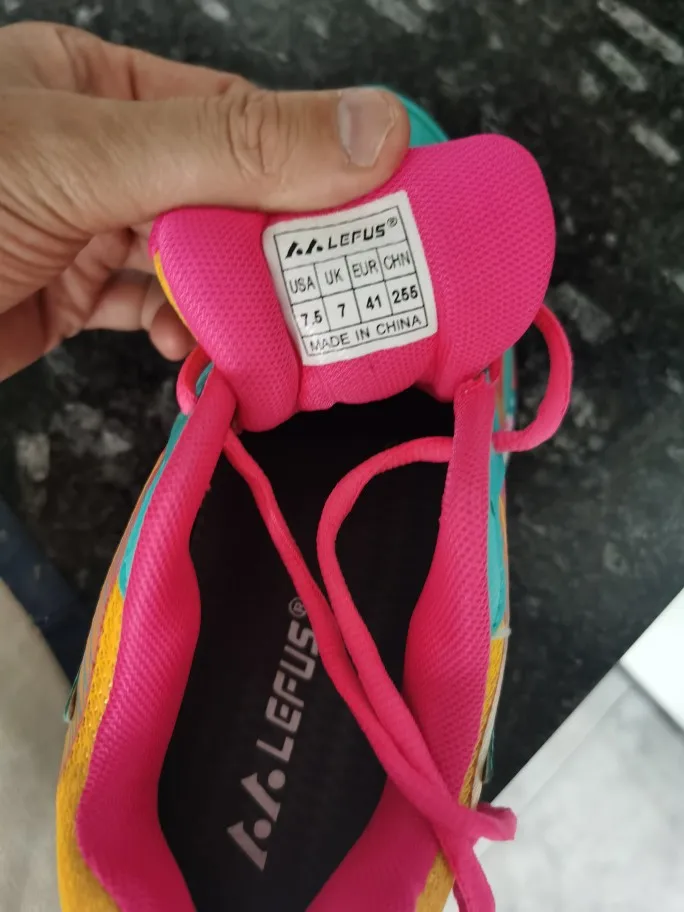 LEFUS®
USA UK EUR CHN
7.5 7 41 255
MADE IN CHINA
LEFUS®